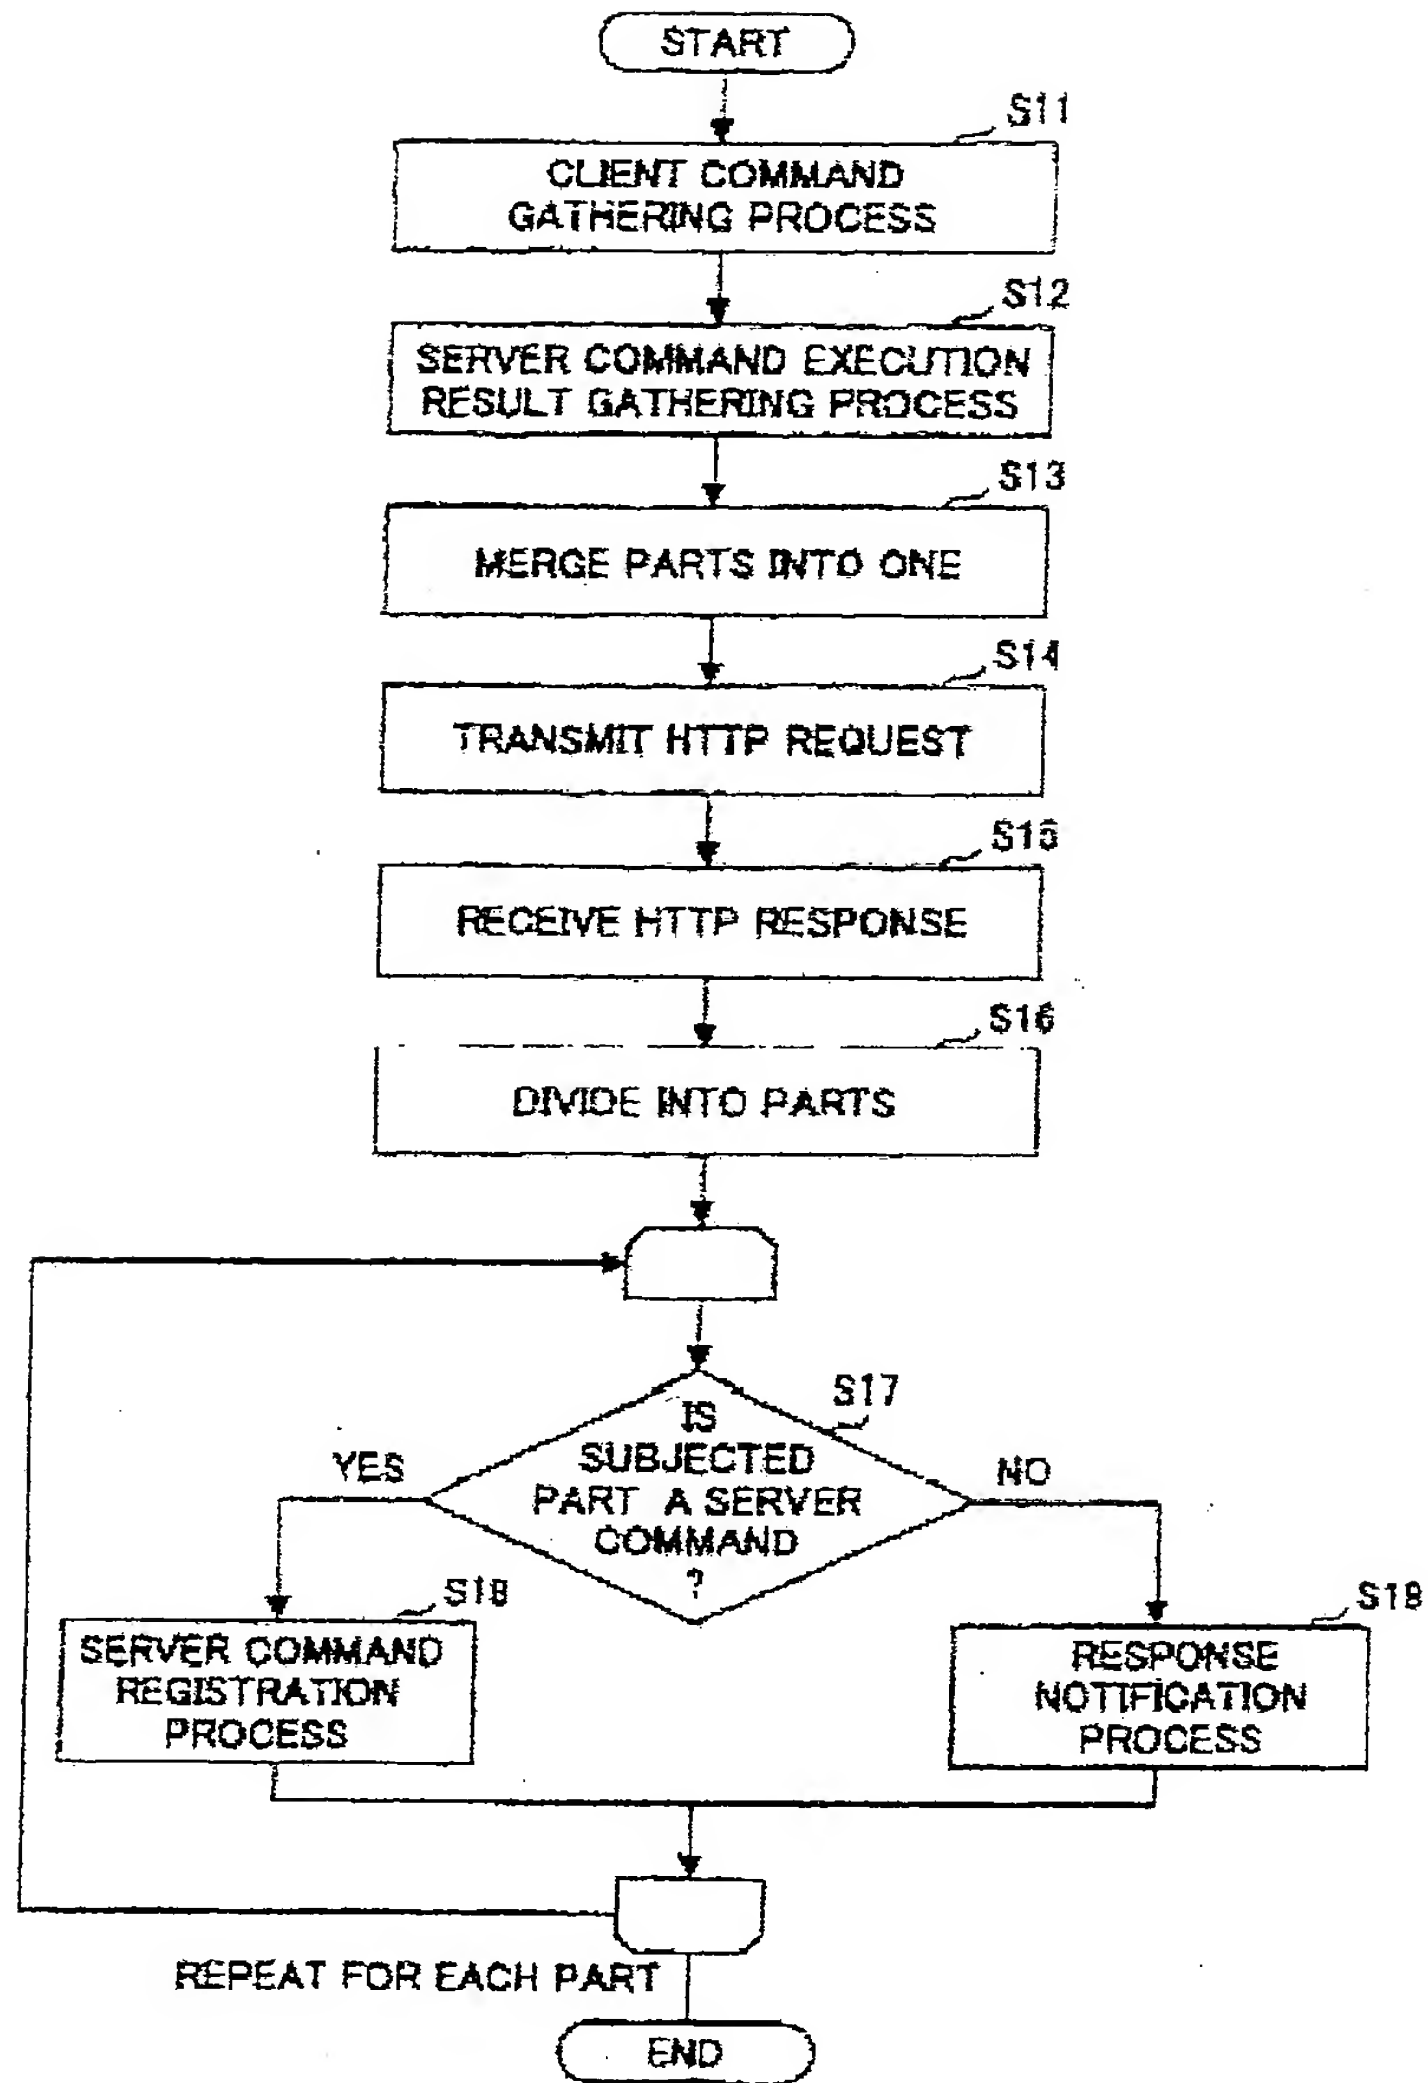 START
S11
CLIENT COMMAND
GATHERING PROCESS
S12
SERVER COMMAND EXECUTION
RESULT GATHERING PROCESS
S13
MERGE PARTS INTO ONE
S14
TRANSMIT HTTP REQUEST
S15
RECEIVE HTTP RESPONSE
S16
DIVIDE INTO PARTS
S17
IS
SUBJECTED
PART A SERVER
COMMAND
?
YES
NO
S18
SERVER COMMAND
REGISTRATION
PROCESS
S19
RESPONSE
NOTIFICATION
PROCESS
REPEAT FOR EACH PART
END